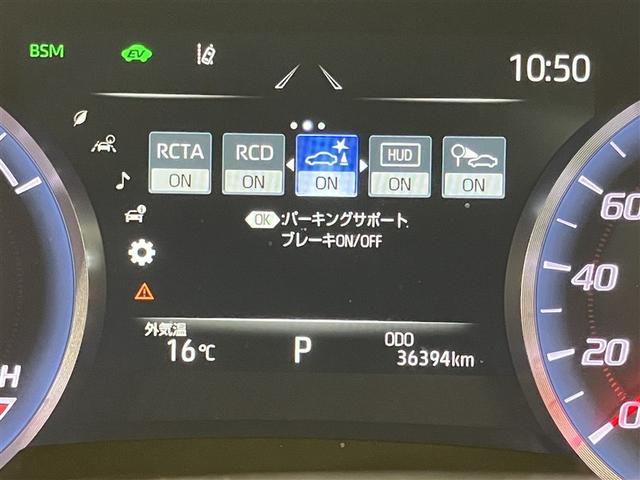 BSM
EV
10:50
RCTA
ON
RCD
ON
ON
HUD
ON
ON
OK :パーキングサポート
ブレーキON/OFF
外気温
16℃
P
ODO
36394km
60
40
20
0
H